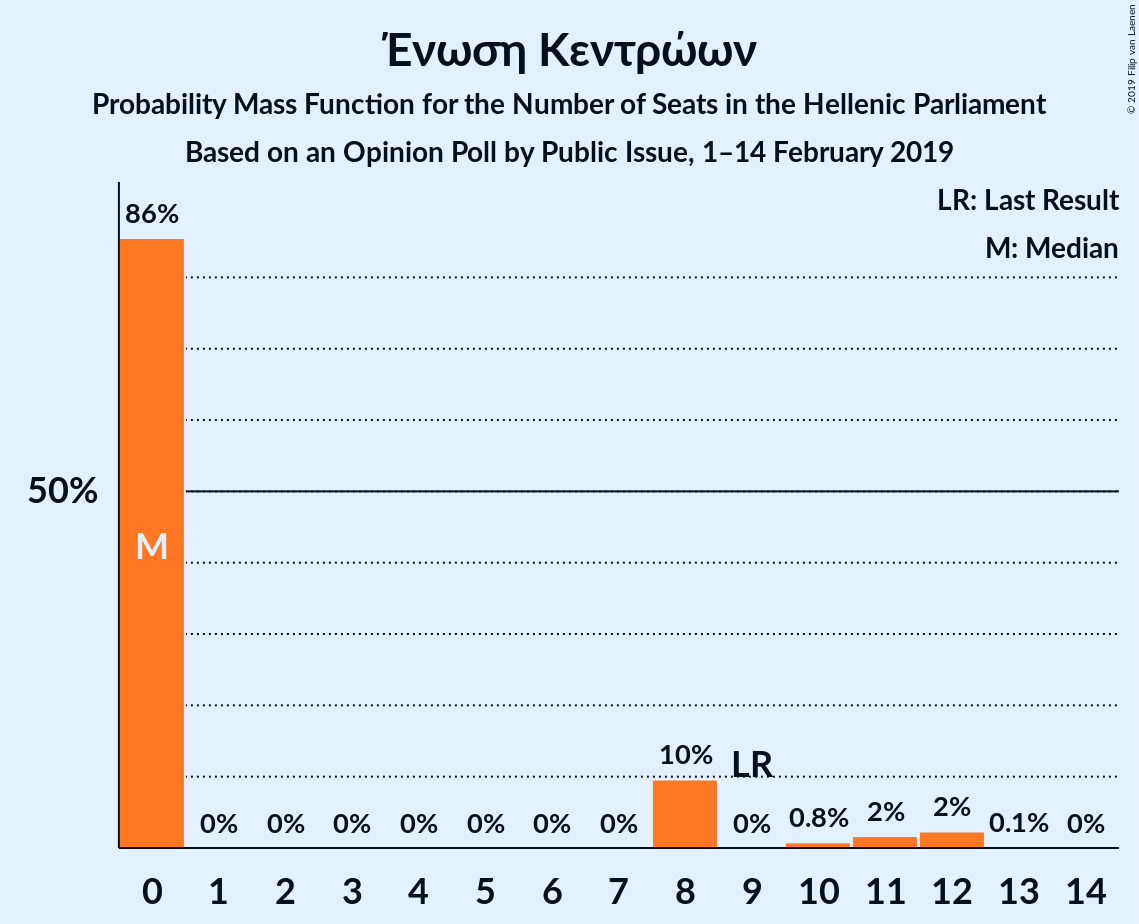 Ένωση Κεντρώων
Probability Mass Function for the Number of Seats in the Hellenic Parliament
Based on an Opinion Poll by Public Issue, 1–14 February 2019
© 2019 Filip van Laenen
LR: Last Result
M: Median
86%
50%
M
10%
LR
0% 0% 0% 0% 0% 0% 0% 0% 0.8% 2% 2% 0.1% 0%
0 1 2 3 4 5 6 7 8 9 10 11 12 13 14